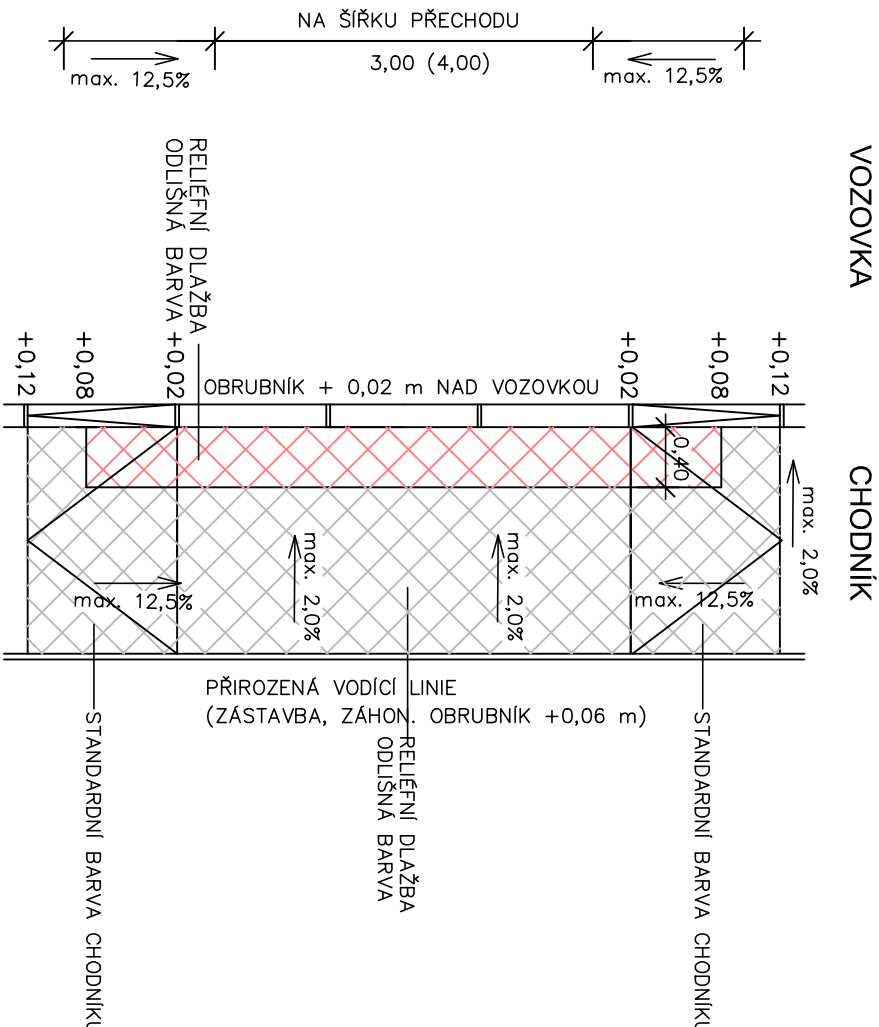 NA ŠÍŘKU PŘECHODU
3,00 (4,00)
max. 12,5%
max. 12,5%
VOZOVKA
RELIÉFNÍ DLAŽBA
ODLIŠNÁ BARVA
+0,12
+0,08
+0,02
OBRUBNÍK + 0,02 m NAD VOZOVKOU
+0,02
+0,08
+0,12
0,40
CHODNÍK
max. 2,0%
max. 2,0%
max. 2,0%
max. 12,5%
max. 12,5%
PŘIROZENÁ VODÍCÍ LINIE
(ZÁSTAVBA, ZÁHON. OBRUBNÍK +0,06 m)
STANDARDNÍ BARVA CHODNÍKU
RELIÉFNÍ DLAŽBA
ODLIŠNÁ BARVA
STANDARDNÍ BARVA CHODNÍKU